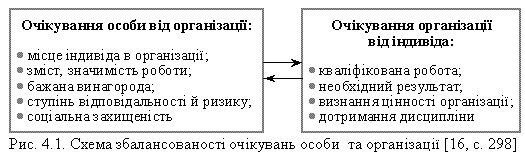 Очікування особи від організації:
• місце індивіда в організації;
• зміст, значимість роботи;
• бажана винагорода;
• ступінь відповідальності й ризику;
• соціальна захищеність
Очікування організації
від індивіда:
• кваліфікована робота;
• необхідний результат;
• визнання цінності організації;
• дотримання дисципліни
Рис. 4.1. Схема збалансованості очікувань особи та організації [16, с. 298]